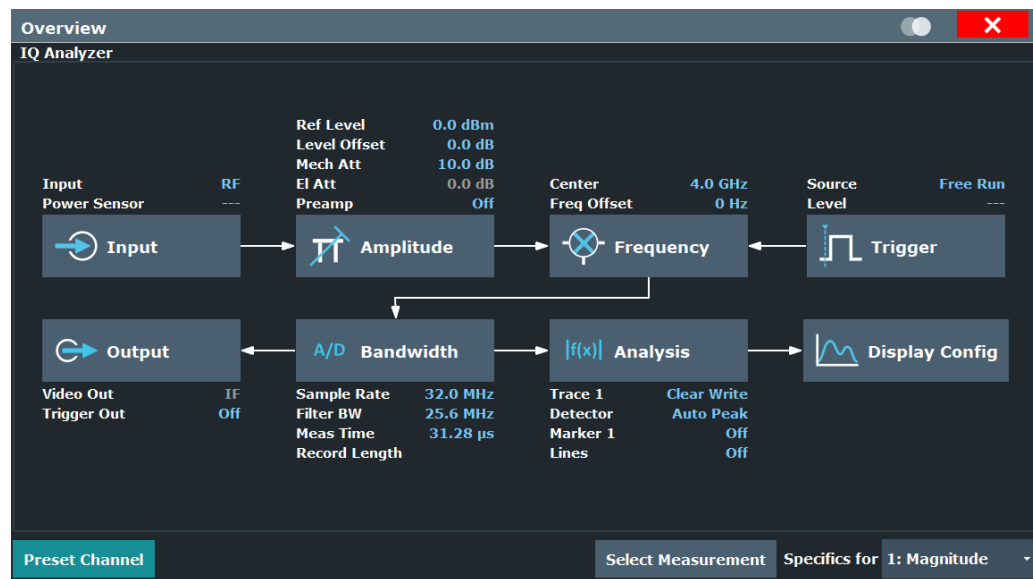 Overview
IQ Analyzer
Ref Level 0.0 dBm
Level Offset 0.0 dB
Mech Att 10.0 dB
Input RF El Att 0.0 dB Center 4.0 GHz Source Free Run
Power Sensor --- Preamp Off Freq Offset 0 Hz Level ---
Input Amplitude Frequency Trigger
Output A/D Bandwidth |f(x)| Analysis Display Config
Video Out IF Sample Rate 32.0 MHz Trace 1 Clear Write
Trigger Out Off Filter BW 25.6 MHz Detector Auto Peak
Meas Time 31.28 µs Marker 1 Off
Record Length Lines Off
Preset Channel Select Measurement Specifics for 1: Magnitude